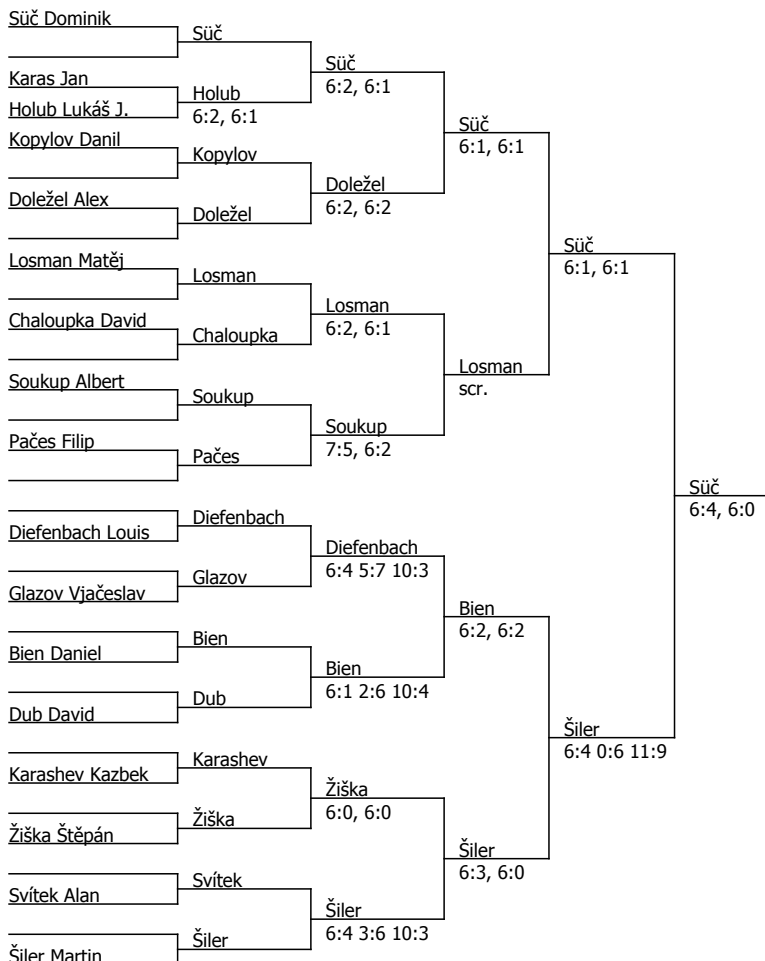 Süč Dominik
Süč
Süč
6:2, 6:1
Karas Jan
Holub
6:2, 6:1
Holub Lukáš J.
Süč
6:1, 6:1
Kopylov Danil
Kopylov
Doležel
6:2, 6:2
Doležel Alex
Doležel
Süč
6:1, 6:1
Losman Matěj
Losman
Losman
6:2, 6:1
Chaloupka David
Chaloupka
Losman
scr.
Soukup Albert
Soukup
Soukup
7:5, 6:2
Pačes Filip
Pačes
Süč
6:4, 6:0
Diefenbach
Diefenbach Louis
Diefenbach
6:4 5:7 10:3
Glazov
Glazov Vjačeslav
Bien
6:2, 6:2
Bien
Bien Daniel
Bien
6:1 2:6 10:4
Dub
Dub David
Šiler
6:4 0:6 11:9
Karashev
Karashev Kazbek
Žiška
6:0, 6:0
Žiška
Žiška Štěpán
Šiler
6:3, 6:0
Svítek
Svítek Alan
Šiler
6:4 3:6 10:3
Šiler
Šiler Martin